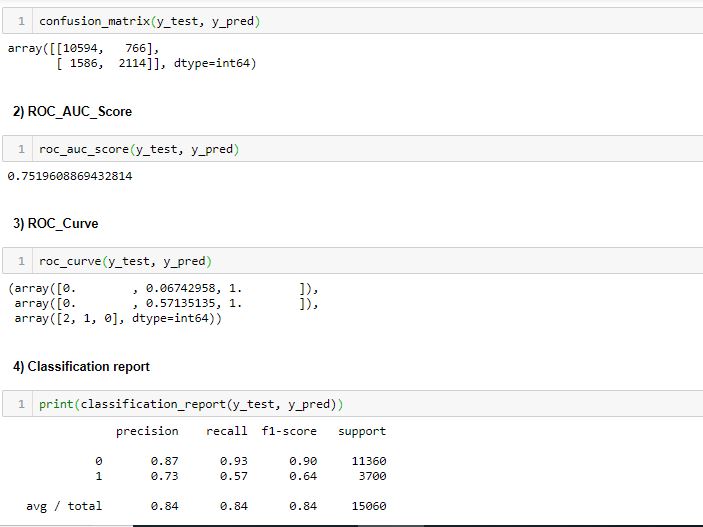 1 confusion_matrix(y_test, y_pred)
array([[10594, 766],
[ 1586, 2114]], dtype=int64)
2) ROC_AUC_Score
1 roc_auc_score(y_test, y_pred)
0.7519608869432814
3) ROC_Curve
1 roc_curve(y_test, y_pred)
(array([0. , 0.06742958, 1. ]),
array([0. , 0.57135135, 1. ]),
array([2, 1, 0], dtype=int64))
4) Classification report
1 print(classification_report(y_test, y_pred))
precision recall f1-score support
0 0.87 0.93 0.90 11360
1 0.73 0.57 0.64 3700
avg / total 0.84 0.84 0.84 15060